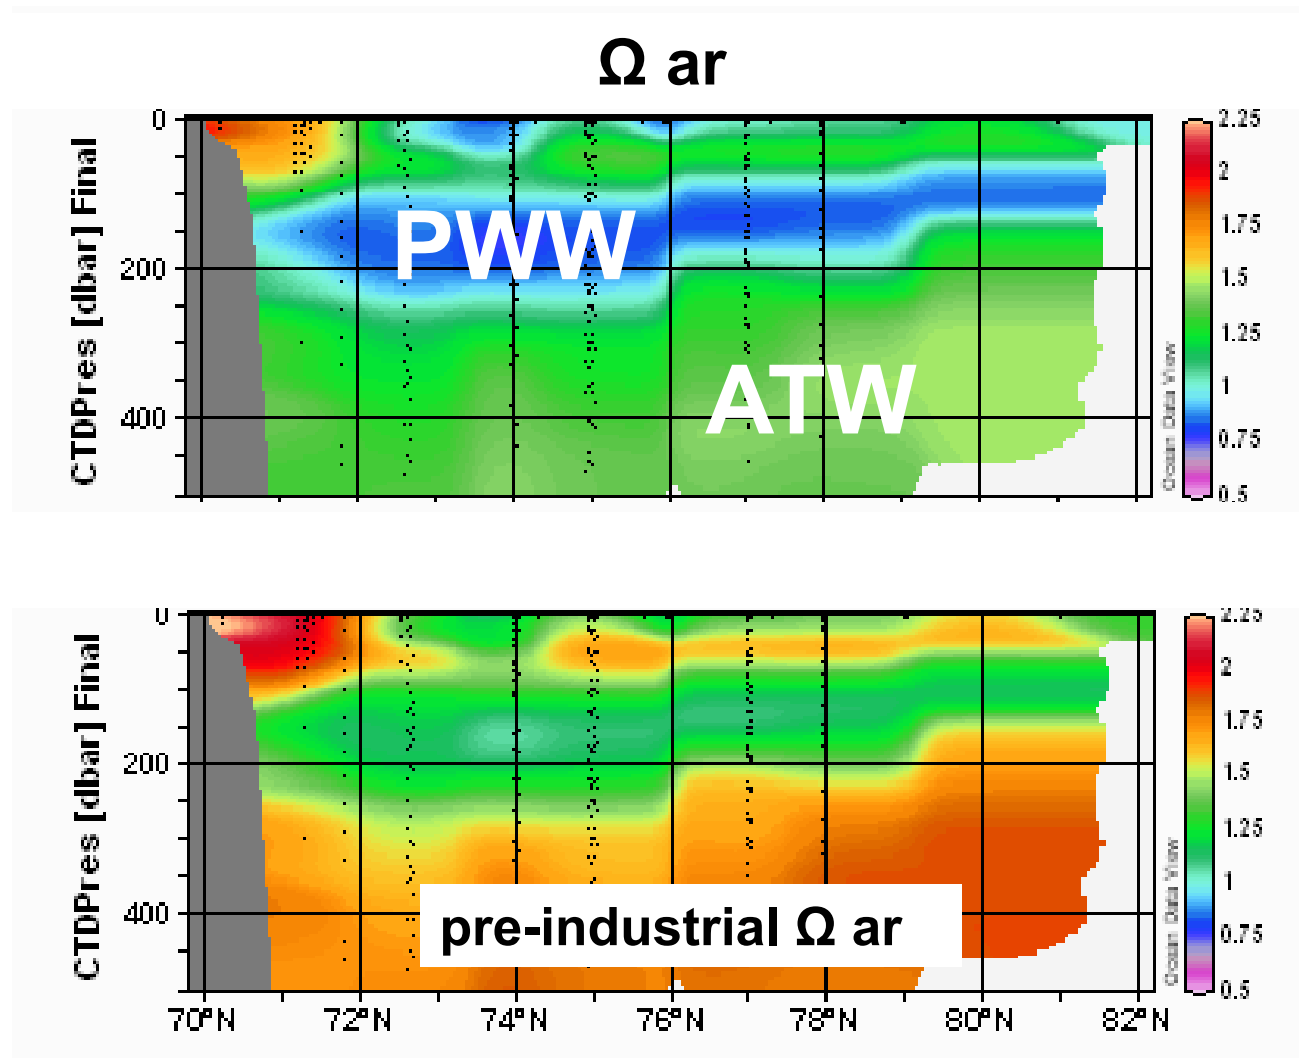 Ω ar
CTDPres [dbar] Final
0
200
400
PWW
ATW
2.25
2
1.75
1.5
1.25
1
0.75
0.5
Ocean Data View
CTDPres [dbar] Final
0
200
400
pre-industrial Ω ar
2.25
2
1.75
1.5
1.25
1
0.75
0.5
Ocean Data View
70°N 72°N 74°N 76°N 78°N 80°N 82°N